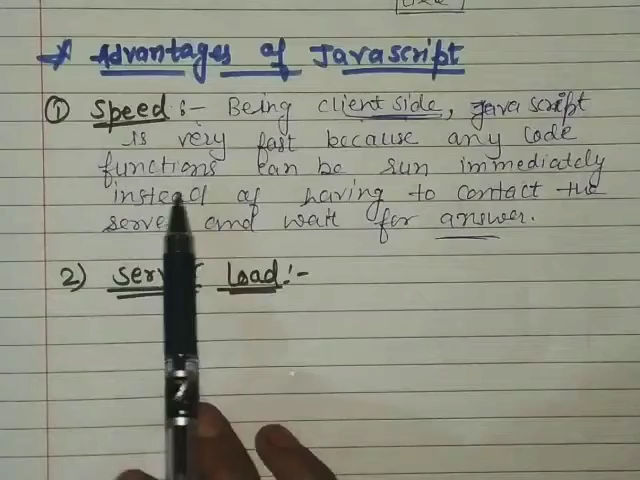 * Advantages of Javascript
① Speed :- Being client side, Java script
is very fast because any code
functions can be run immediately
instead of having to contact the
serve and wait for answer.
2) Load :-